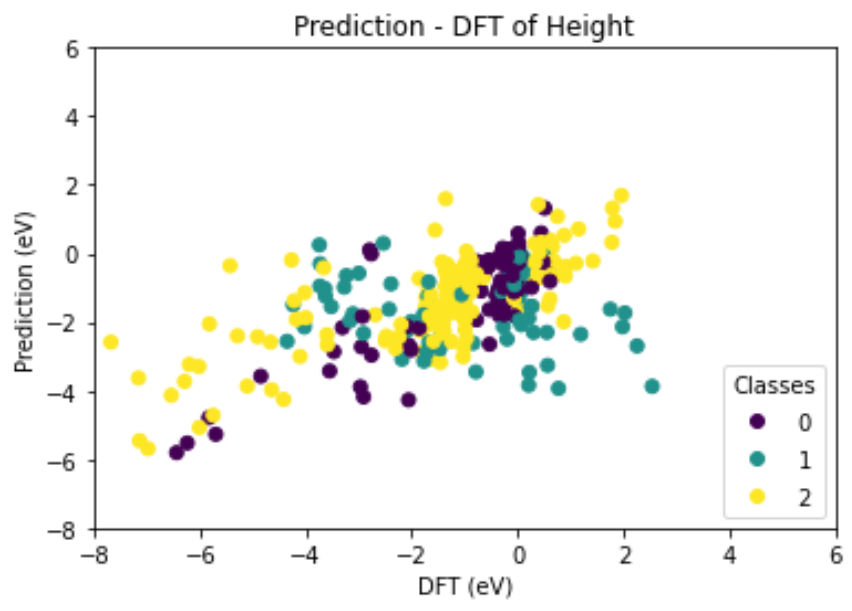 Prediction - DFT of Height
6
4
2
0
−2
−4
−6
−8
Prediction (eV)
−8 −6 −4 −2 0 2 4 6
DFT (eV)
Classes
0
1
2